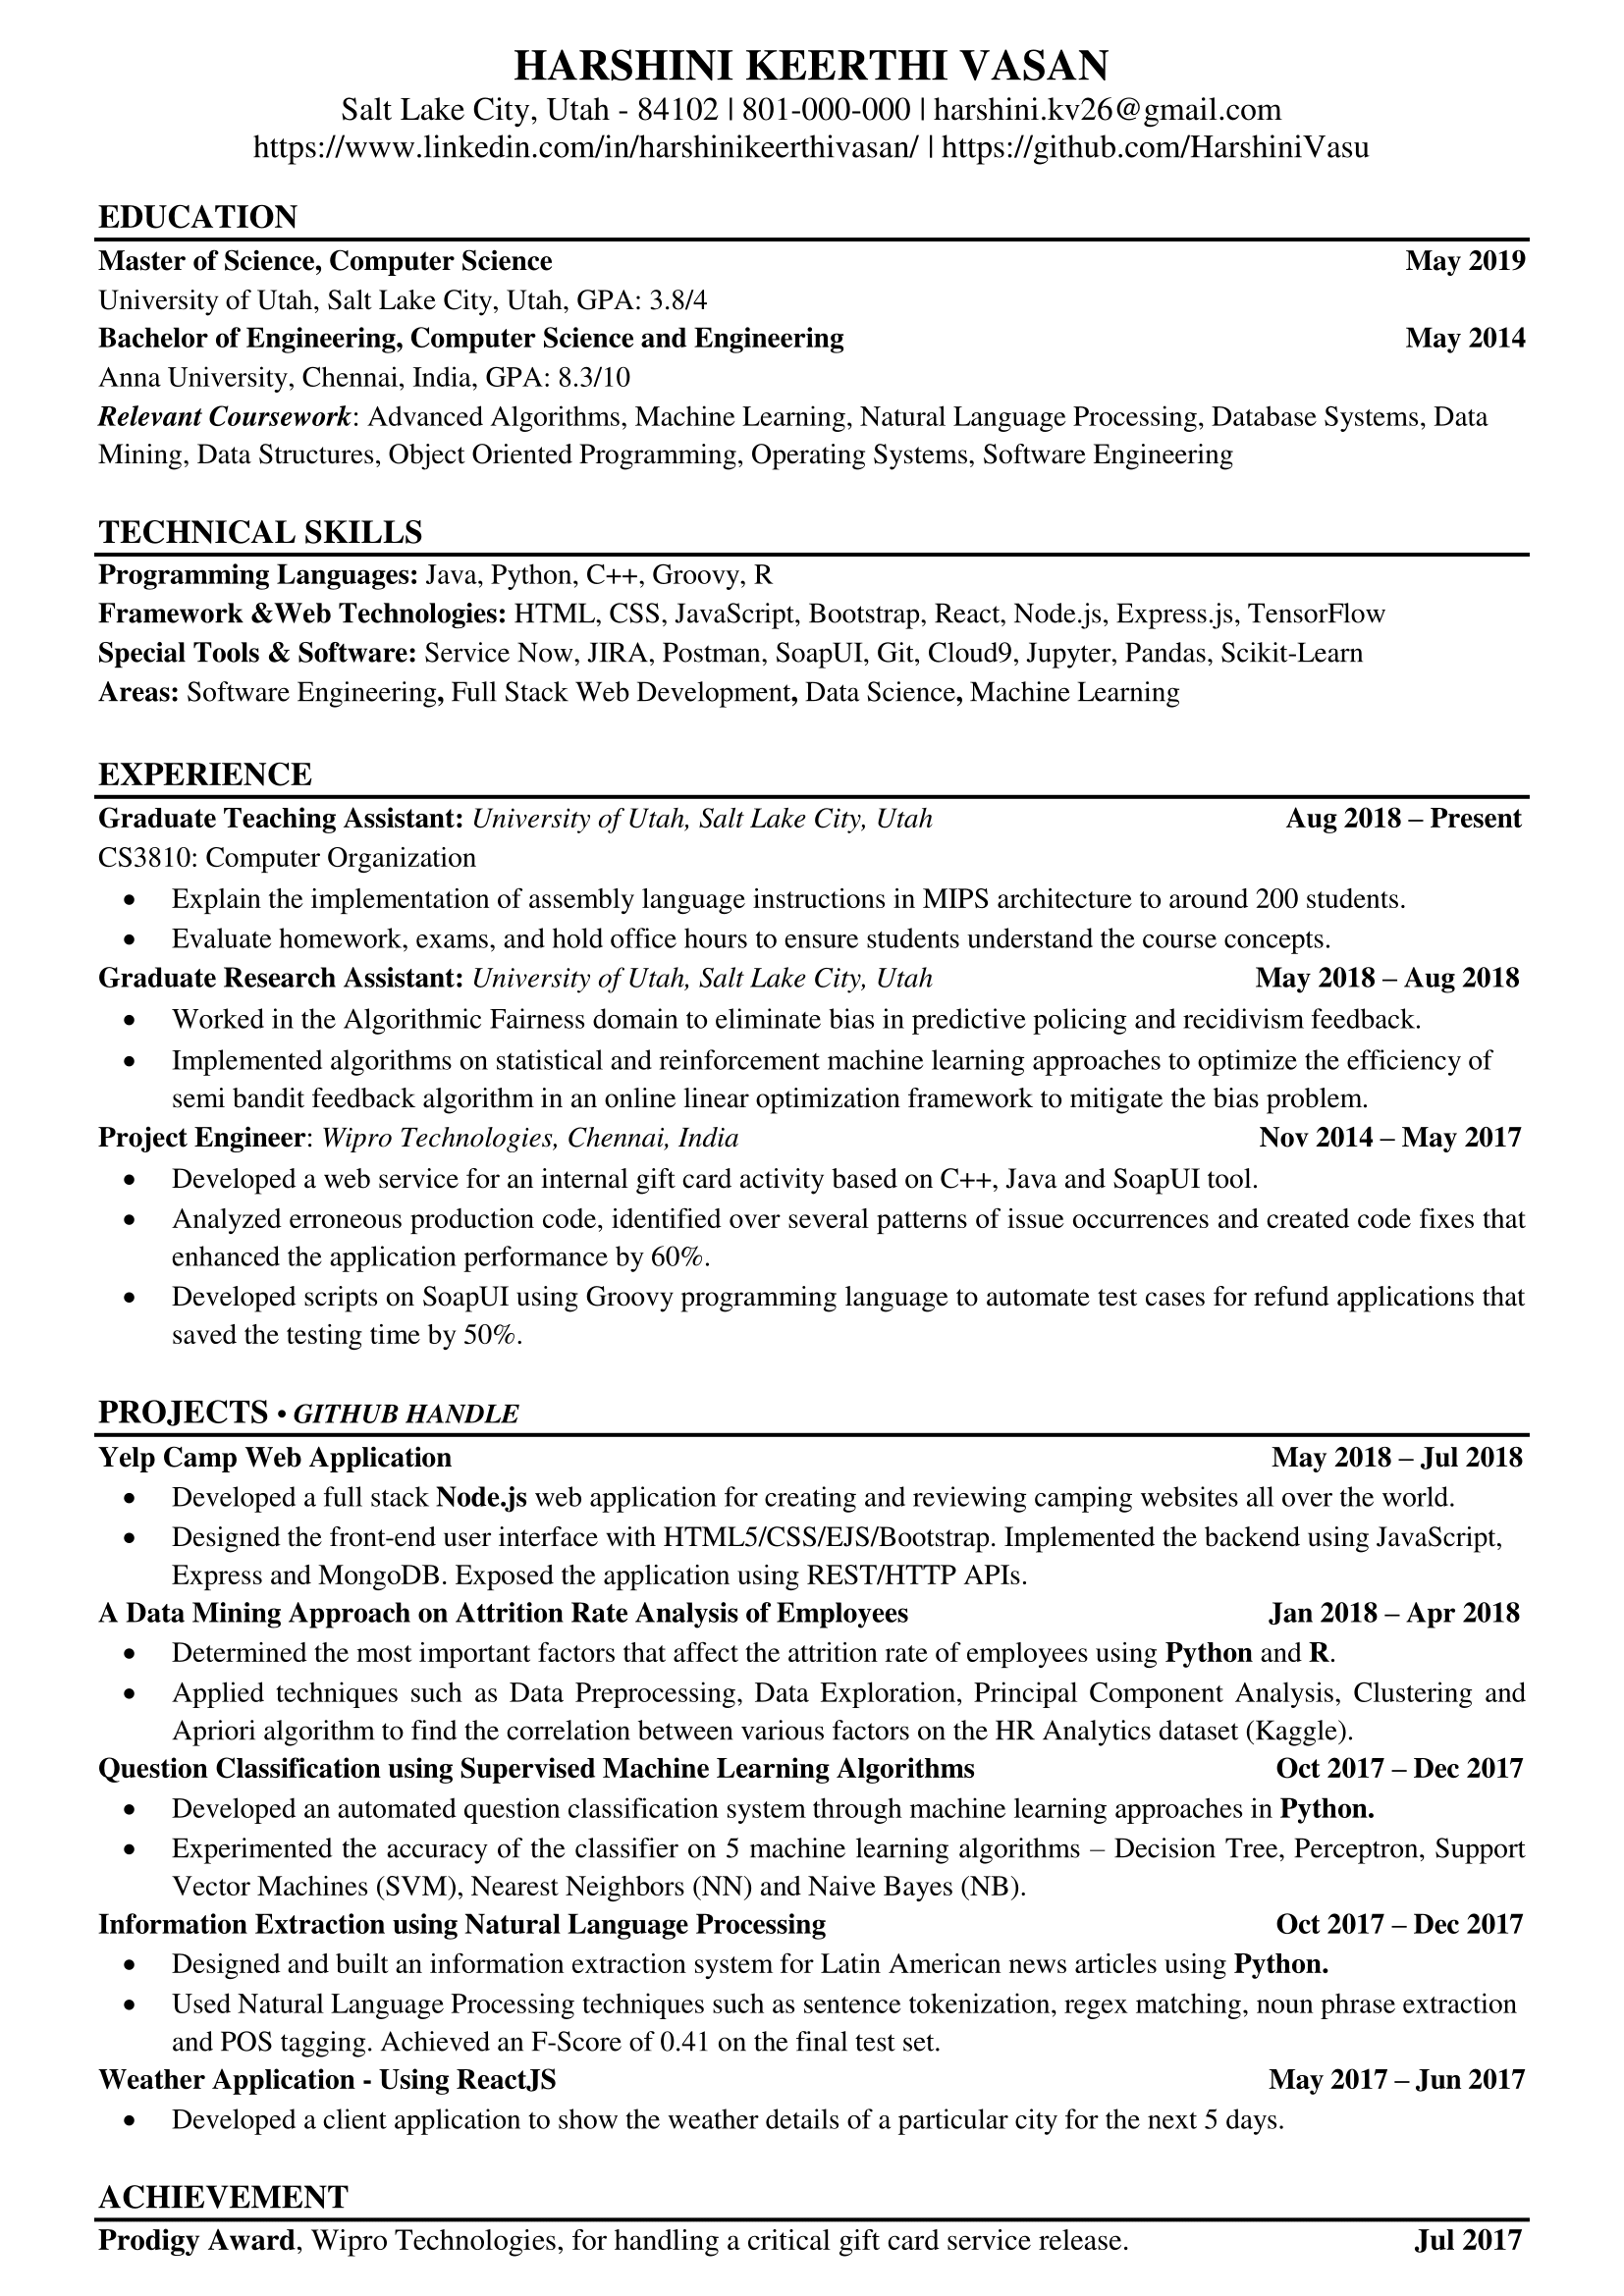 HARSHINI KEERTHI VASAN
Salt Lake City, Utah - 84102 | 801-000-000 | harshini.kv26@gmail.com
https://www.linkedin.com/in/harshinikeerthivasan/ | https://github.com/HarshiniVasu
EDUCATION
Master of Science, Computer Science May 2019
University of Utah, Salt Lake City, Utah, GPA: 3.8/4
Bachelor of Engineering, Computer Science and Engineering May 2014
Anna University, Chennai, India, GPA: 8.3/10
Relevant Coursework: Advanced Algorithms, Machine Learning, Natural Language Processing, Database Systems, Data
Mining, Data Structures, Object Oriented Programming, Operating Systems, Software Engineering
TECHNICAL SKILLS
Programming Languages: Java, Python, C++, Groovy, R
Framework &Web Technologies: HTML, CSS, JavaScript, Bootstrap, React, Node.js, Express.js, TensorFlow
Special Tools & Software: Service Now, JIRA, Postman, SoapUI, Git, Cloud9, Jupyter, Pandas, Scikit-Learn
Areas: Software Engineering, Full Stack Web Development, Data Science, Machine Learning
EXPERIENCE
Graduate Teaching Assistant: University of Utah, Salt Lake City, Utah Aug 2018 – Present
CS3810: Computer Organization
• Explain the implementation of assembly language instructions in MIPS architecture to around 200 students.
• Evaluate homework, exams, and hold office hours to ensure students understand the course concepts.
Graduate Research Assistant: University of Utah, Salt Lake City, Utah May 2018 – Aug 2018
• Worked in the Algorithmic Fairness domain to eliminate bias in predictive policing and recidivism feedback.
• Implemented algorithms on statistical and reinforcement machine learning approaches to optimize the efficiency of
semi bandit feedback algorithm in an online linear optimization framework to mitigate the bias problem.
Project Engineer: Wipro Technologies, Chennai, India Nov 2014 – May 2017
• Developed a web service for an internal gift card activity based on C++, Java and SoapUI tool.
• Analyzed erroneous production code, identified over several patterns of issue occurrences and created code fixes that
enhanced the application performance by 60%.
• Developed scripts on SoapUI using Groovy programming language to automate test cases for refund applications that
saved the testing time by 50%.
PROJECTS • GITHUB HANDLE
Yelp Camp Web Application May 2018 – Jul 2018
• Developed a full stack Node.js web application for creating and reviewing camping websites all over the world.
• Designed the front-end user interface with HTML5/CSS/EJS/Bootstrap. Implemented the backend using JavaScript,
Express and MongoDB. Exposed the application using REST/HTTP APIs.
A Data Mining Approach on Attrition Rate Analysis of Employees Jan 2018 – Apr 2018
• Determined the most important factors that affect the attrition rate of employees using Python and R.
• Applied techniques such as Data Preprocessing, Data Exploration, Principal Component Analysis, Clustering and
Apriori algorithm to find the correlation between various factors on the HR Analytics dataset (Kaggle).
Question Classification using Supervised Machine Learning Algorithms Oct 2017 – Dec 2017
• Developed an automated question classification system through machine learning approaches in Python.
• Experimented the accuracy of the classifier on 5 machine learning algorithms – Decision Tree, Perceptron, Support
Vector Machines (SVM), Nearest Neighbors (NN) and Naive Bayes (NB).
Information Extraction using Natural Language Processing Oct 2017 – Dec 2017
• Designed and built an information extraction system for Latin American news articles using Python.
• Used Natural Language Processing techniques such as sentence tokenization, regex matching, noun phrase extraction
and POS tagging. Achieved an F-Score of 0.41 on the final test set.
Weather Application - Using ReactJS May 2017 – Jun 2017
• Developed a client application to show the weather details of a particular city for the next 5 days.
ACHIEVEMENT
Prodigy Award, Wipro Technologies, for handling a critical gift card service release. Jul 2017